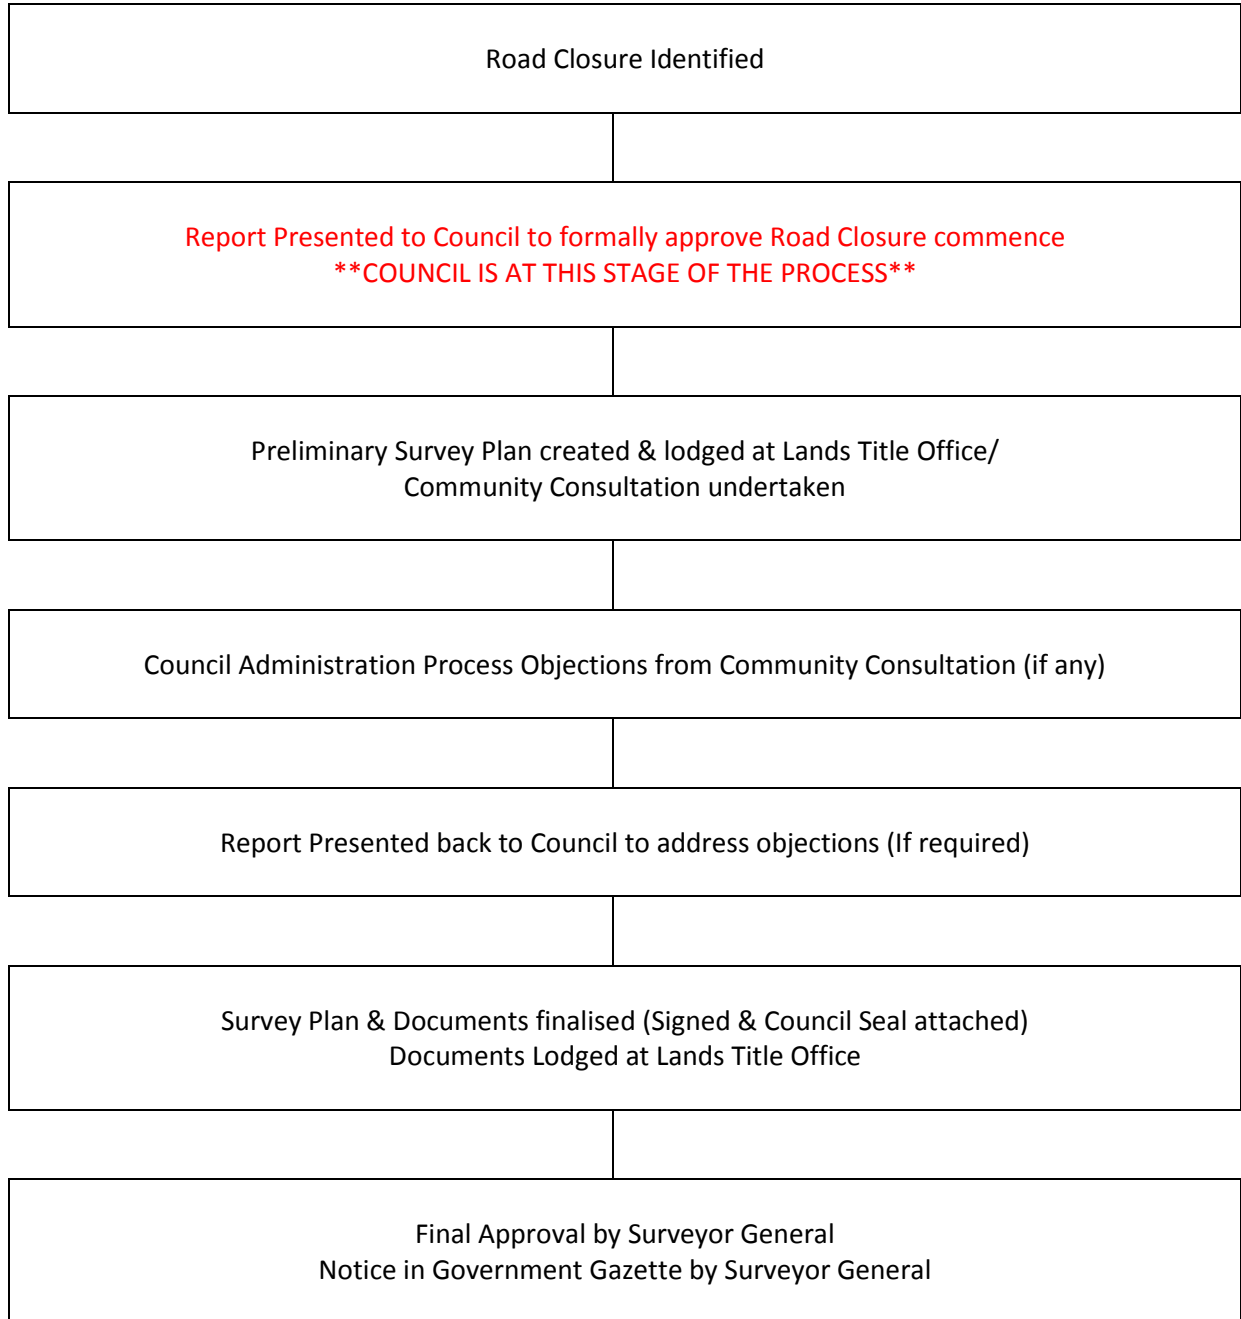 Road Closure Identified
Report Presented to Council to formally approve Road Closure commence
**COUNCIL IS AT THIS STAGE OF THE PROCESS**
Preliminary Survey Plan created & lodged at Lands Title Office/
Community Consultation undertaken
Council Administration Process Objections from Community Consultation (if any)
Report Presented back to Council to address objections (If required)
Survey Plan & Documents finalised (Signed & Council Seal attached)
Documents Lodged at Lands Title Office
Final Approval by Surveyor General
Notice in Government Gazette by Surveyor General